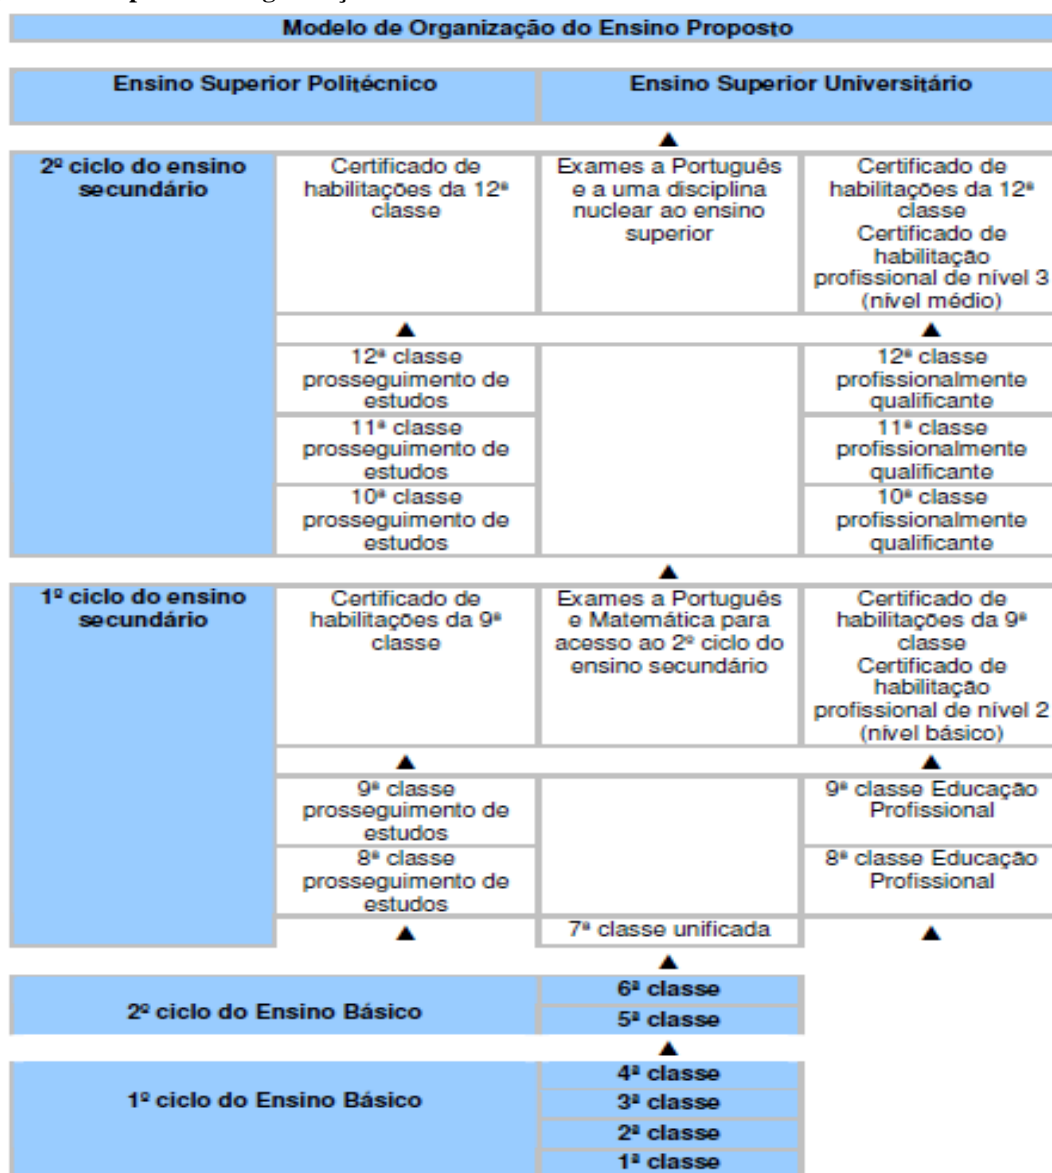 Modelo de Organização do Ensino Proposto
Ensino Superior Politécnico
Ensino Superior Universitário
▲
2º ciclo do ensino
secundário
Certificado de
habilitações da 12ª
classe
Exames a Português
e a uma disciplina
nuclear ao ensino
superior
Certificado de
habilitações da 12ª
classe
Certificado de
habilitação
profissional de nível 3
(nível médio)
▲
▲
12ª classe
prosseguimento de
estudos
12ª classe
profissionalmente
qualificante
11ª classe
prosseguimento de
estudos
11ª classe
profissionalmente
qualificante
10ª classe
prosseguimento de
estudos
10ª classe
profissionalmente
qualificante
▲
1º ciclo do ensino
secundário
Certificado de
habilitações da 9ª
classe
Exames a Português
e Matemática para
acesso ao 2º ciclo do
ensino secundário
Certificado de
habilitações da 9ª
classe
Certificado de
habilitação
profissional de nível 2
(nível básico)
▲
▲
9ª classe
prosseguimento de
estudos
9ª classe Educação
Profissional
8ª classe
prosseguimento de
estudos
8ª classe Educação
Profissional
▲
7ª classe unificada
▲
▲
2º ciclo do Ensino Básico
6ª classe
5ª classe
▲
1º ciclo do Ensino Básico
4ª classe
3ª classe
2ª classe
1ª classe